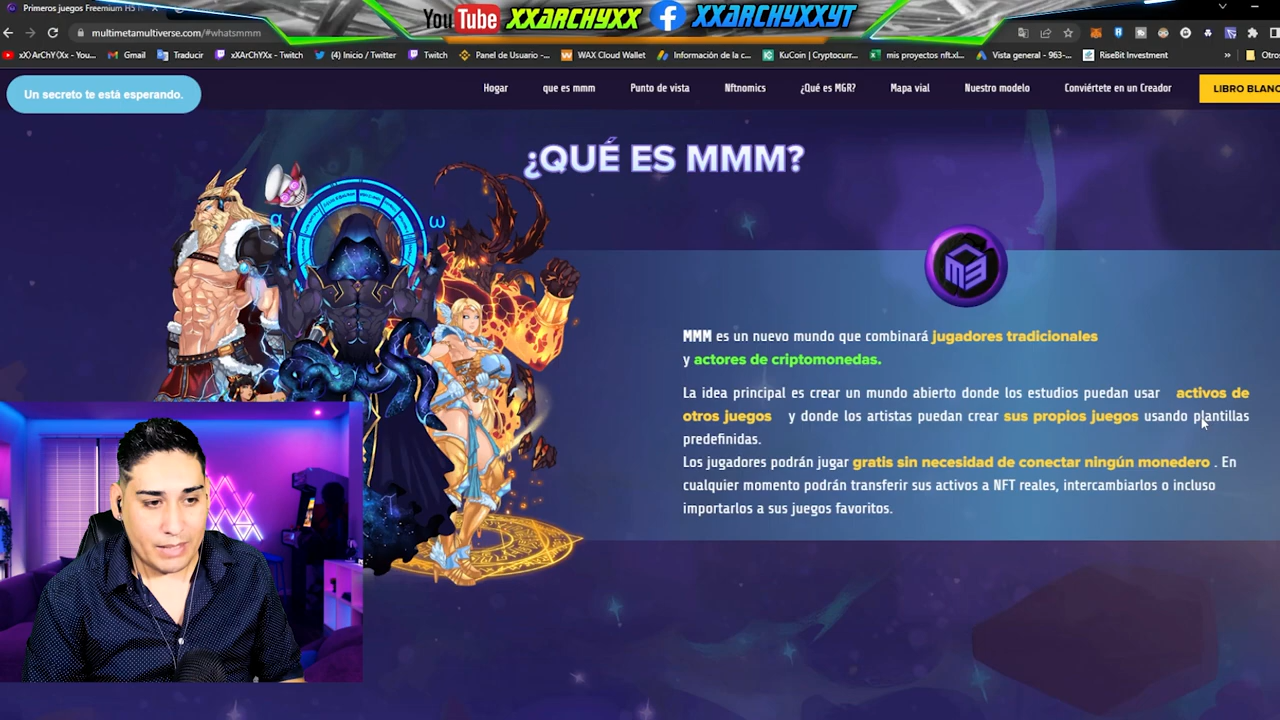 YouTube XXARCHYXX XXARCHYXXYT
Primeros juegos Freemium H5
multimetamultiverse.com/#whatsmmm
xX ArChY(Xx - You...
Gmail
Traducir
xXArChYXx - Twitch
(4) Inicio / Twitter
Twitch
Panel de Usuario -...
WAX Cloud Wallet
Información de la c...
KuCoin | Cryptocurr...
mis proyectos nft.xl...
Vista general - 963-...
RiseBit Investment
»
Otros
Un secreto te está esperando.
Hogar
que es mmm
Punto de vista
Nftnomics
¿Qué es MGR?
Mapa vial
Nuestro modelo
Conviértete en un Creador
LIBRO BLANC
¿QUÉ ES MMM?
α ω
M3
MMM es un nuevo mundo que combinará jugadores tradicionales
y actores de criptomonedas.
La idea principal es crear un mundo abierto donde los estudios puedan usar activos de
otros juegos y donde los artistas puedan crear sus propios juegos usando plantillas
predefinidas.
Los jugadores podrán jugar gratis sin necesidad de conectar ningún monedero . En
cualquier momento podrán transferir sus activos a NFT reales, intercambiarlos o incluso
importarlos a sus juegos favoritos.